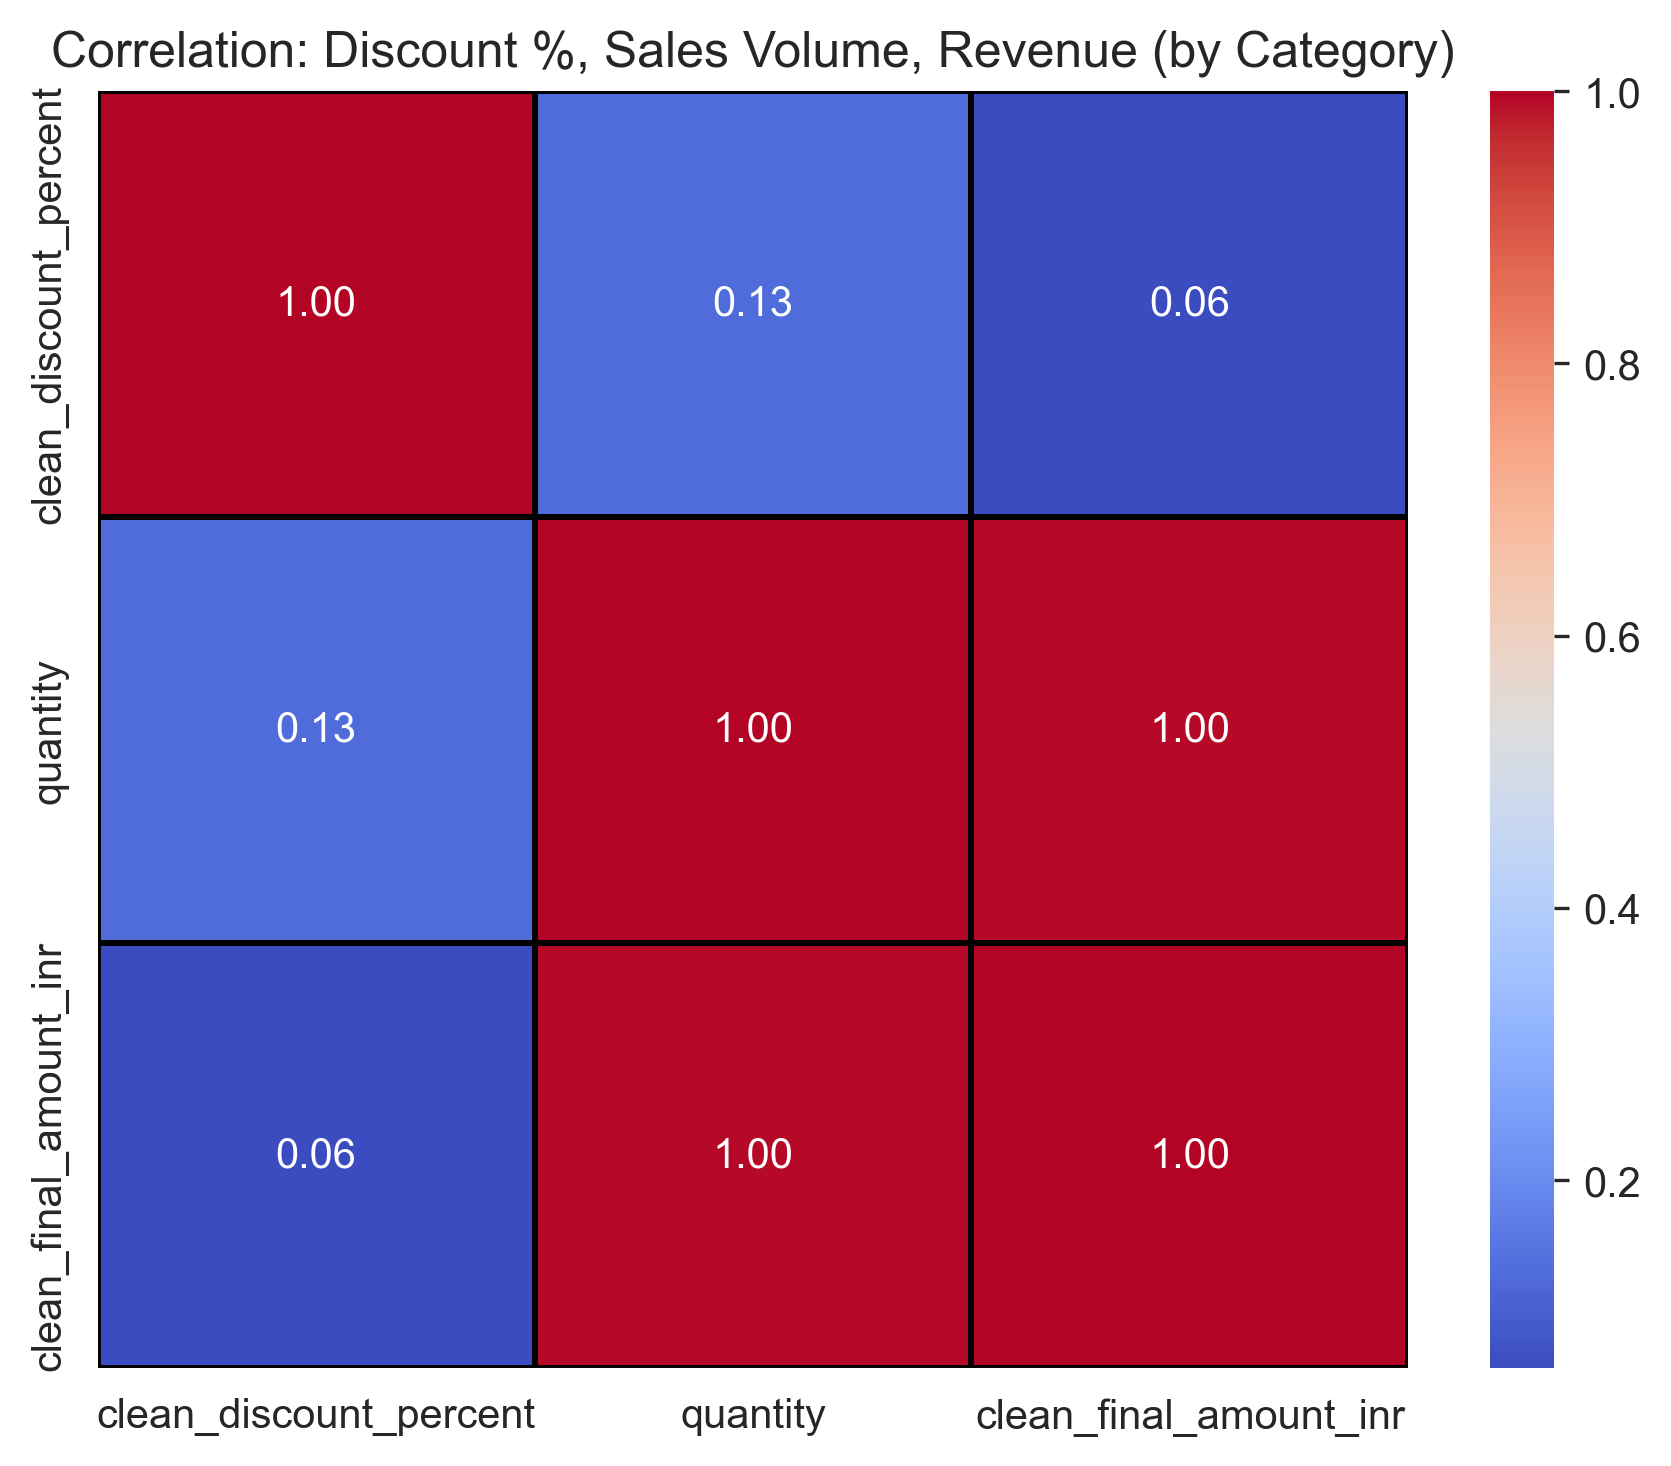 Correlation: Discount %, Sales Volume, Revenue (by Category)
clean_discount_percent
1.00
0.13
0.06
quantity
0.13
1.00
1.00
clean_final_amount_inr
0.06
1.00
1.00
clean_discount_percent
quantity
clean_final_amount_inr
1.0
0.8
0.6
0.4
0.2